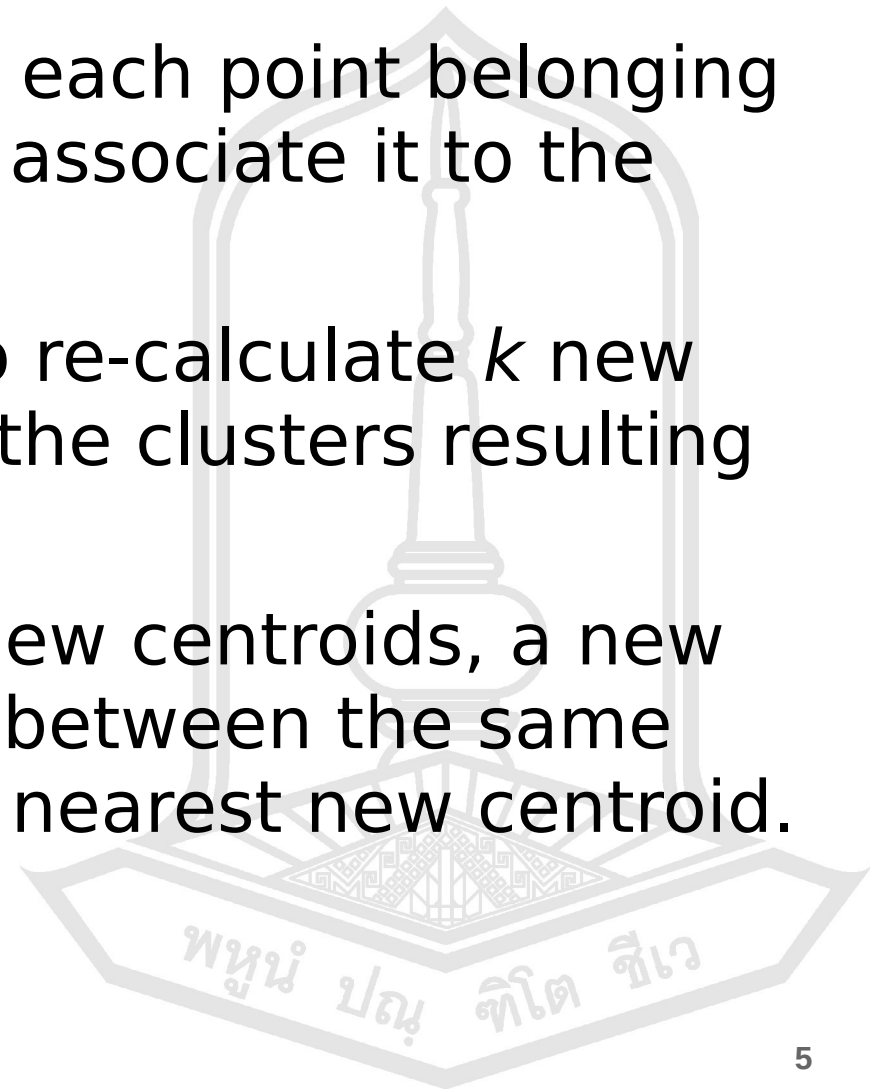 each point belonging
associate it to the
re-calculate k new
the clusters resulting
ew centroids, a new
between the same
nearest new centroid.
พหูนํ ปณฺ ฑิโต ชีเว
5